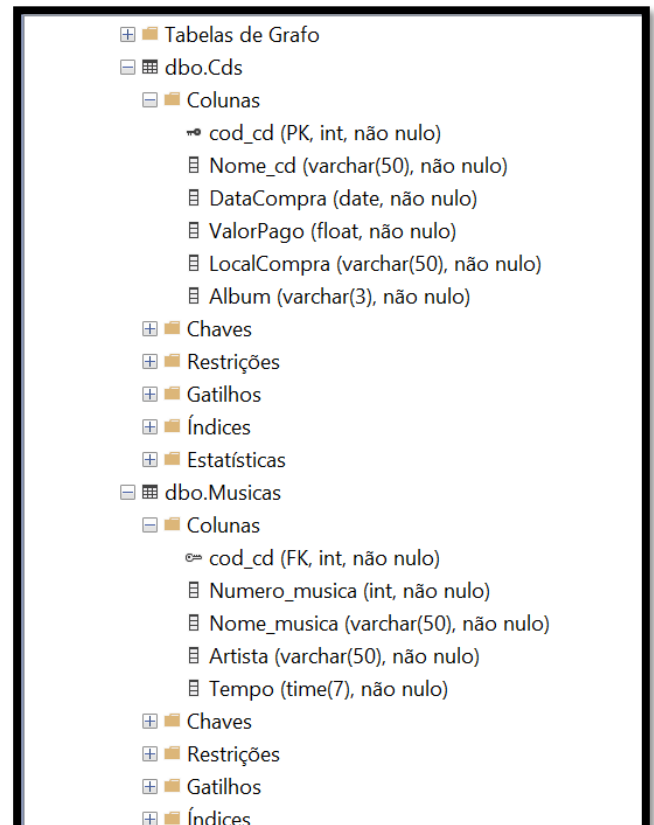 Tabelas de Grafo
dbo.Cds
Colunas
cod_cd (PK, int, não nulo)
Nome_cd (varchar(50), não nulo)
DataCompra (date, não nulo)
ValorPago (float, não nulo)
LocalCompra (varchar(50), não nulo)
Album (varchar(3), não nulo)
Chaves
Restrições
Gatilhos
Índices
Estatísticas
dbo.Musicas
Colunas
cod_cd (FK, int, não nulo)
Numero_musica (int, não nulo)
Nome_musica (varchar(50), não nulo)
Artista (varchar(50), não nulo)
Tempo (time(7), não nulo)
Chaves
Restrições
Gatilhos
Índices